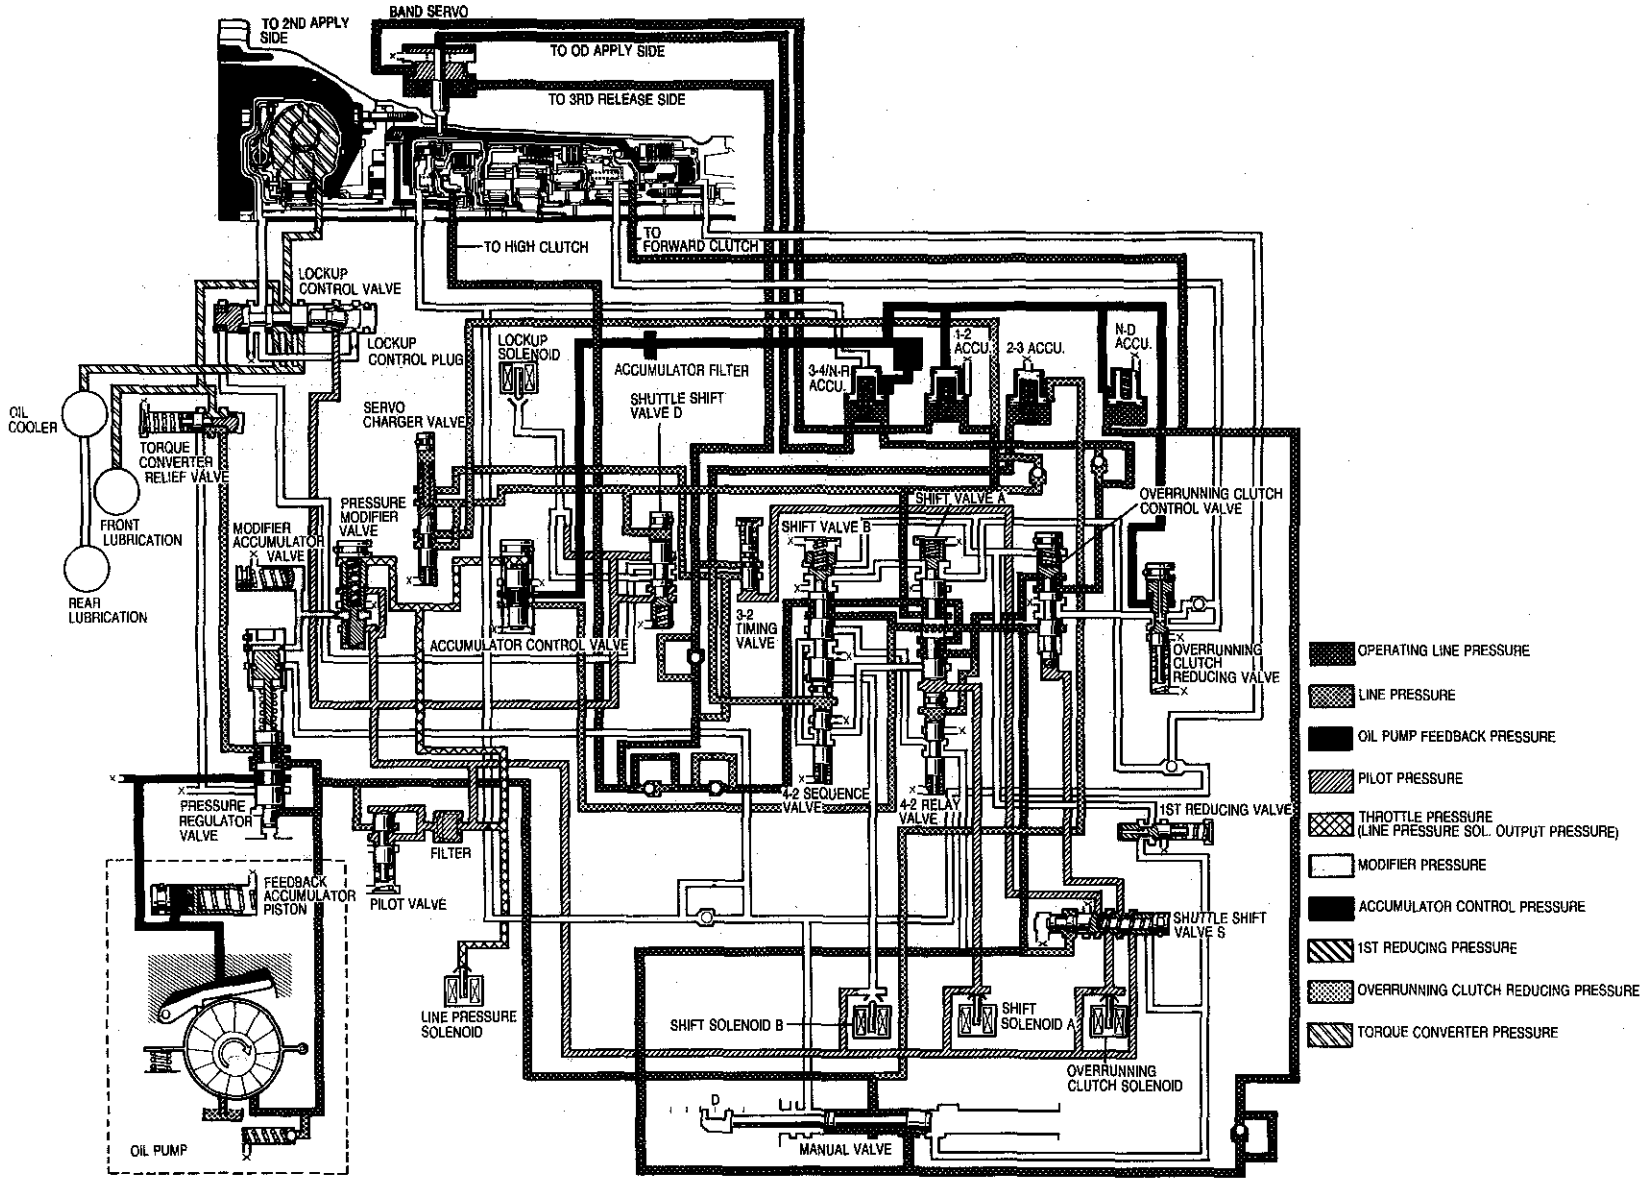 BAND SERVO
TO 2ND APPLY
SIDE
TO OD APPLY SIDE
TO 3RD RELEASE SIDE
TO HIGH CLUTCH
TO
FORWARD CLUTCH
LOCKUP
CONTROL VALVE
LOCKUP
CONTROL PLUG
LOCKUP
SOLENOID
ACCUMULATOR FILTER
SHUTTLE SHIFT
VALVE D
3-4/N-R
ACCU.
1-2
ACCU.
2-3 ACCU.
N-D
ACCU.
OIL
COOLER
SERVO
CHARGER VALVE
TORQUE
CONVERTER
RELIEF VALVE
FRONT
LUBRICATION
REAR
LUBRICATION
MODIFIER
ACCUMULATOR
VALVE
PRESSURE
MODIFIER
VALVE
SHIFT VALVE A
SHIFT VALVE B
OVERRUNNING CLUTCH
CONTROL VALVE
3-2
TIMING
VALVE
ACCUMULATOR CONTROL VALVE
OVERRUNNING
CLUTCH
REDUCING VALVE
PRESSURE
REGULATOR
VALVE
4-2 SEQUENCE
VALVE
4-2 RELAY
VALVE
1ST REDUCING VALVE
FILTER
PILOT VALVE
FEEDBACK
ACCUMULATOR
PISTON
SHUTTLE SHIFT
VALVE S
LINE PRESSURE
SOLENOID
SHIFT SOLENOID B
SHIFT
SOLENOID A
OVERRUNNING
CLUTCH SOLENOID
D
MANUAL VALVE
OIL PUMP
OPERATING LINE PRESSURE
LINE PRESSURE
OIL PUMP FEEDBACK PRESSURE
PILOT PRESSURE
THROTTLE PRESSURE
(LINE PRESSURE SOL. OUTPUT PRESSURE)
MODIFIER PRESSURE
ACCUMULATOR CONTROL PRESSURE
1ST REDUCING PRESSURE
OVERRUNNING CLUTCH REDUCING PRESSURE
TORQUE CONVERTER PRESSURE